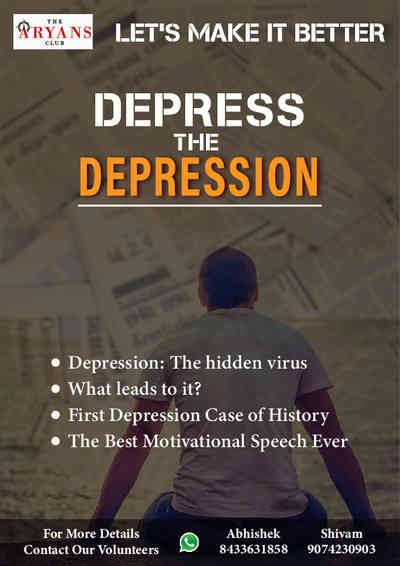 THE
ARYANS
CLUB
LET'S MAKE IT BETTER
DEPRESS
THE
DEPRESSION
• Depression: The hidden virus
• What leads to it?
• First Depression Case of History
• The Best Motivational Speech Ever
For More Details
Contact Our Volunteers
Abhishek
8433631858
Shivam
9074230903